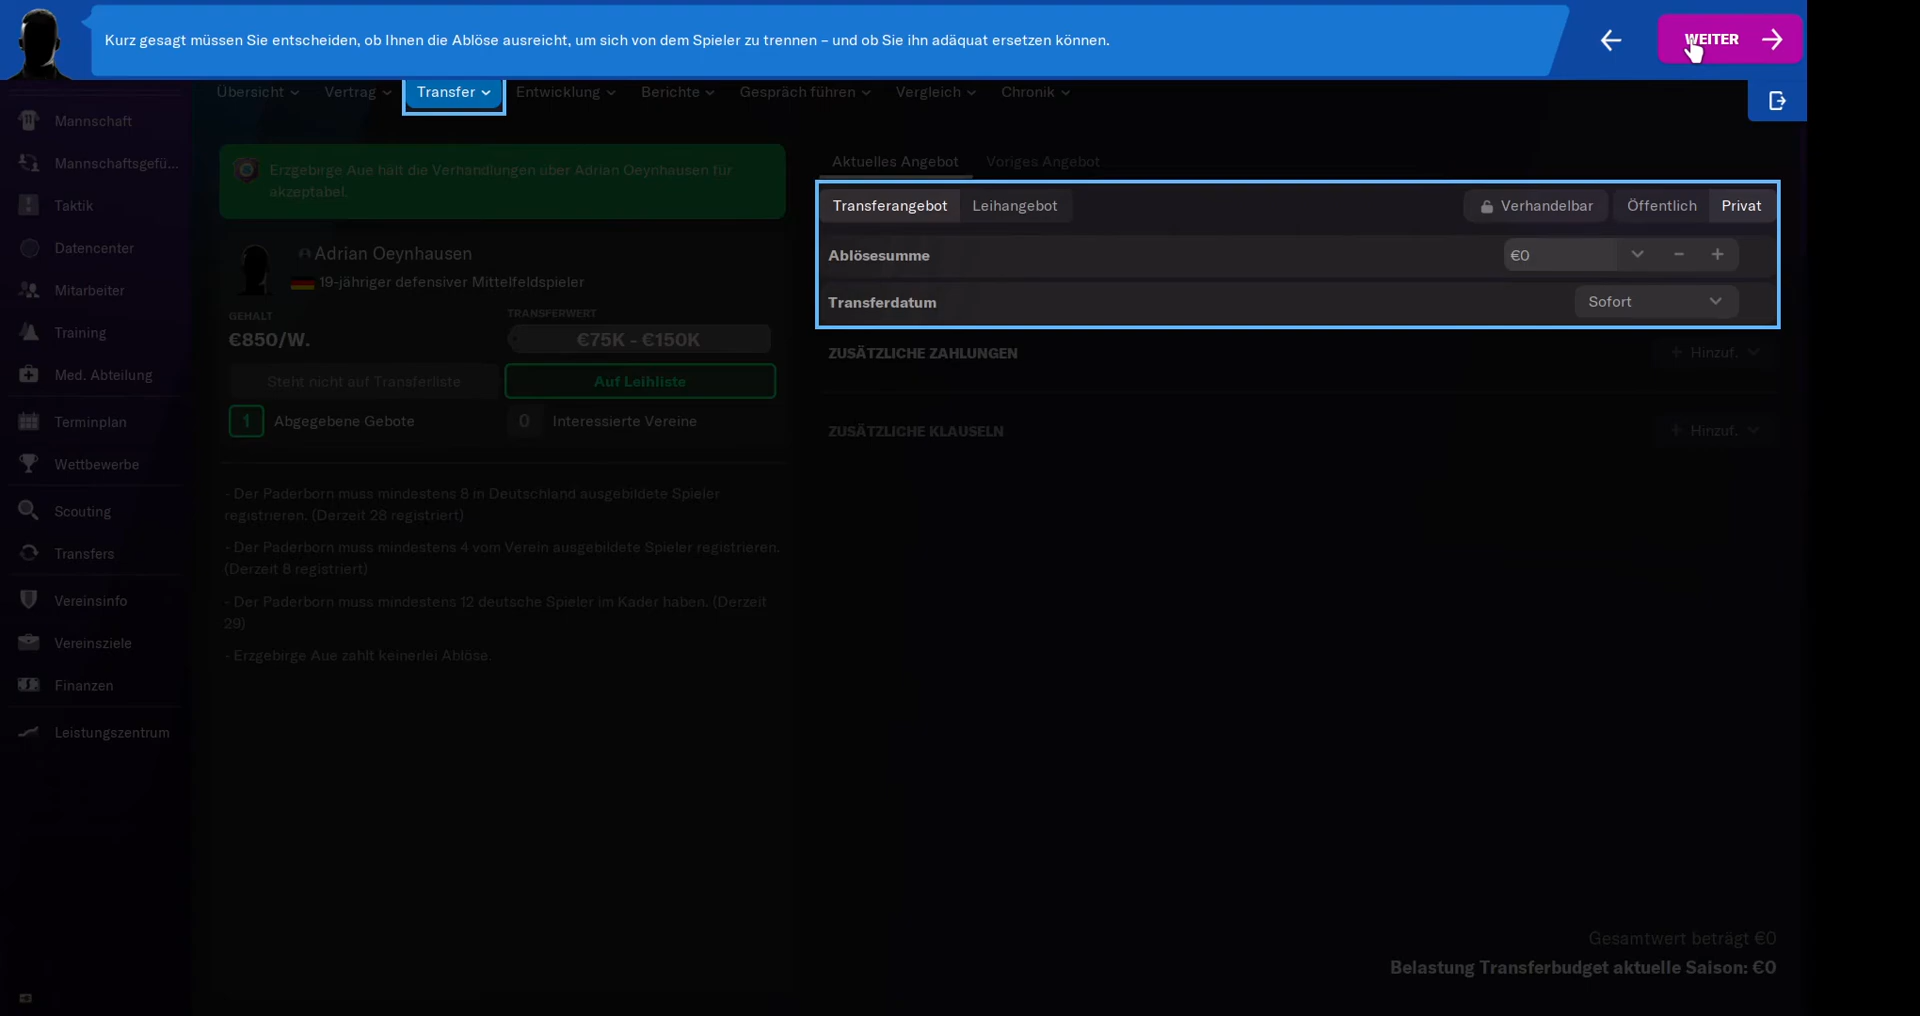 Kurz gesagt müssen Sie entscheiden, ob Ihnen die Ablöse ausreicht, um sich von dem Spieler zu trennen – und ob Sie ihn adäquat ersetzen können.
WEITER
Übersicht
Vertrag
Transfer
Entwicklung
Berichte
Gespräch führen
Vergleich
Chronik
Mannschaft
Mannschaftsgefü...
Taktik
Datencenter
Mitarbeiter
Training
Med. Abteilung
Terminplan
Wettbewerbe
Scouting
Transfers
Vereinsinfo
Vereinsziele
Finanzen
Leistungszentrum
Erzgebirge Aue hält die Verhandlungen über Adrian Oeynhausen für
akzeptabel.
Adrian Oeynhausen
19-jähriger defensiver Mittelfeldspieler
GEHALT
€850/W.
TRANSFERWERT
€75K - €150K
Steht nicht auf Transferliste
Auf Leihliste
1 Abgegebene Gebote
0 Interessierte Vereine
- Der Paderborn muss mindestens 8 in Deutschland ausgebildete Spieler
registrieren. (Derzeit 28 registriert)
- Der Paderborn muss mindestens 4 vom Verein ausgebildete Spieler registrieren.
(Derzeit 8 registriert)
- Der Paderborn muss mindestens 12 deutsche Spieler im Kader haben. (Derzeit
29)
- Erzgebirge Aue zahlt keinerlei Ablöse.
Aktuelles Angebot
Voriges Angebot
Transferangebot
Leihangebot
Verhandelbar
Öffentlich
Privat
Ablösesumme
€0
Transferdatum
Sofort
ZUSÄTZLICHE ZAHLUNGEN
+ Hinzuf.
ZUSÄTZLICHE KLAUSELN
+ Hinzuf.
Gesamtwert beträgt €0
Belastung Transferbudget aktuelle Saison: €0